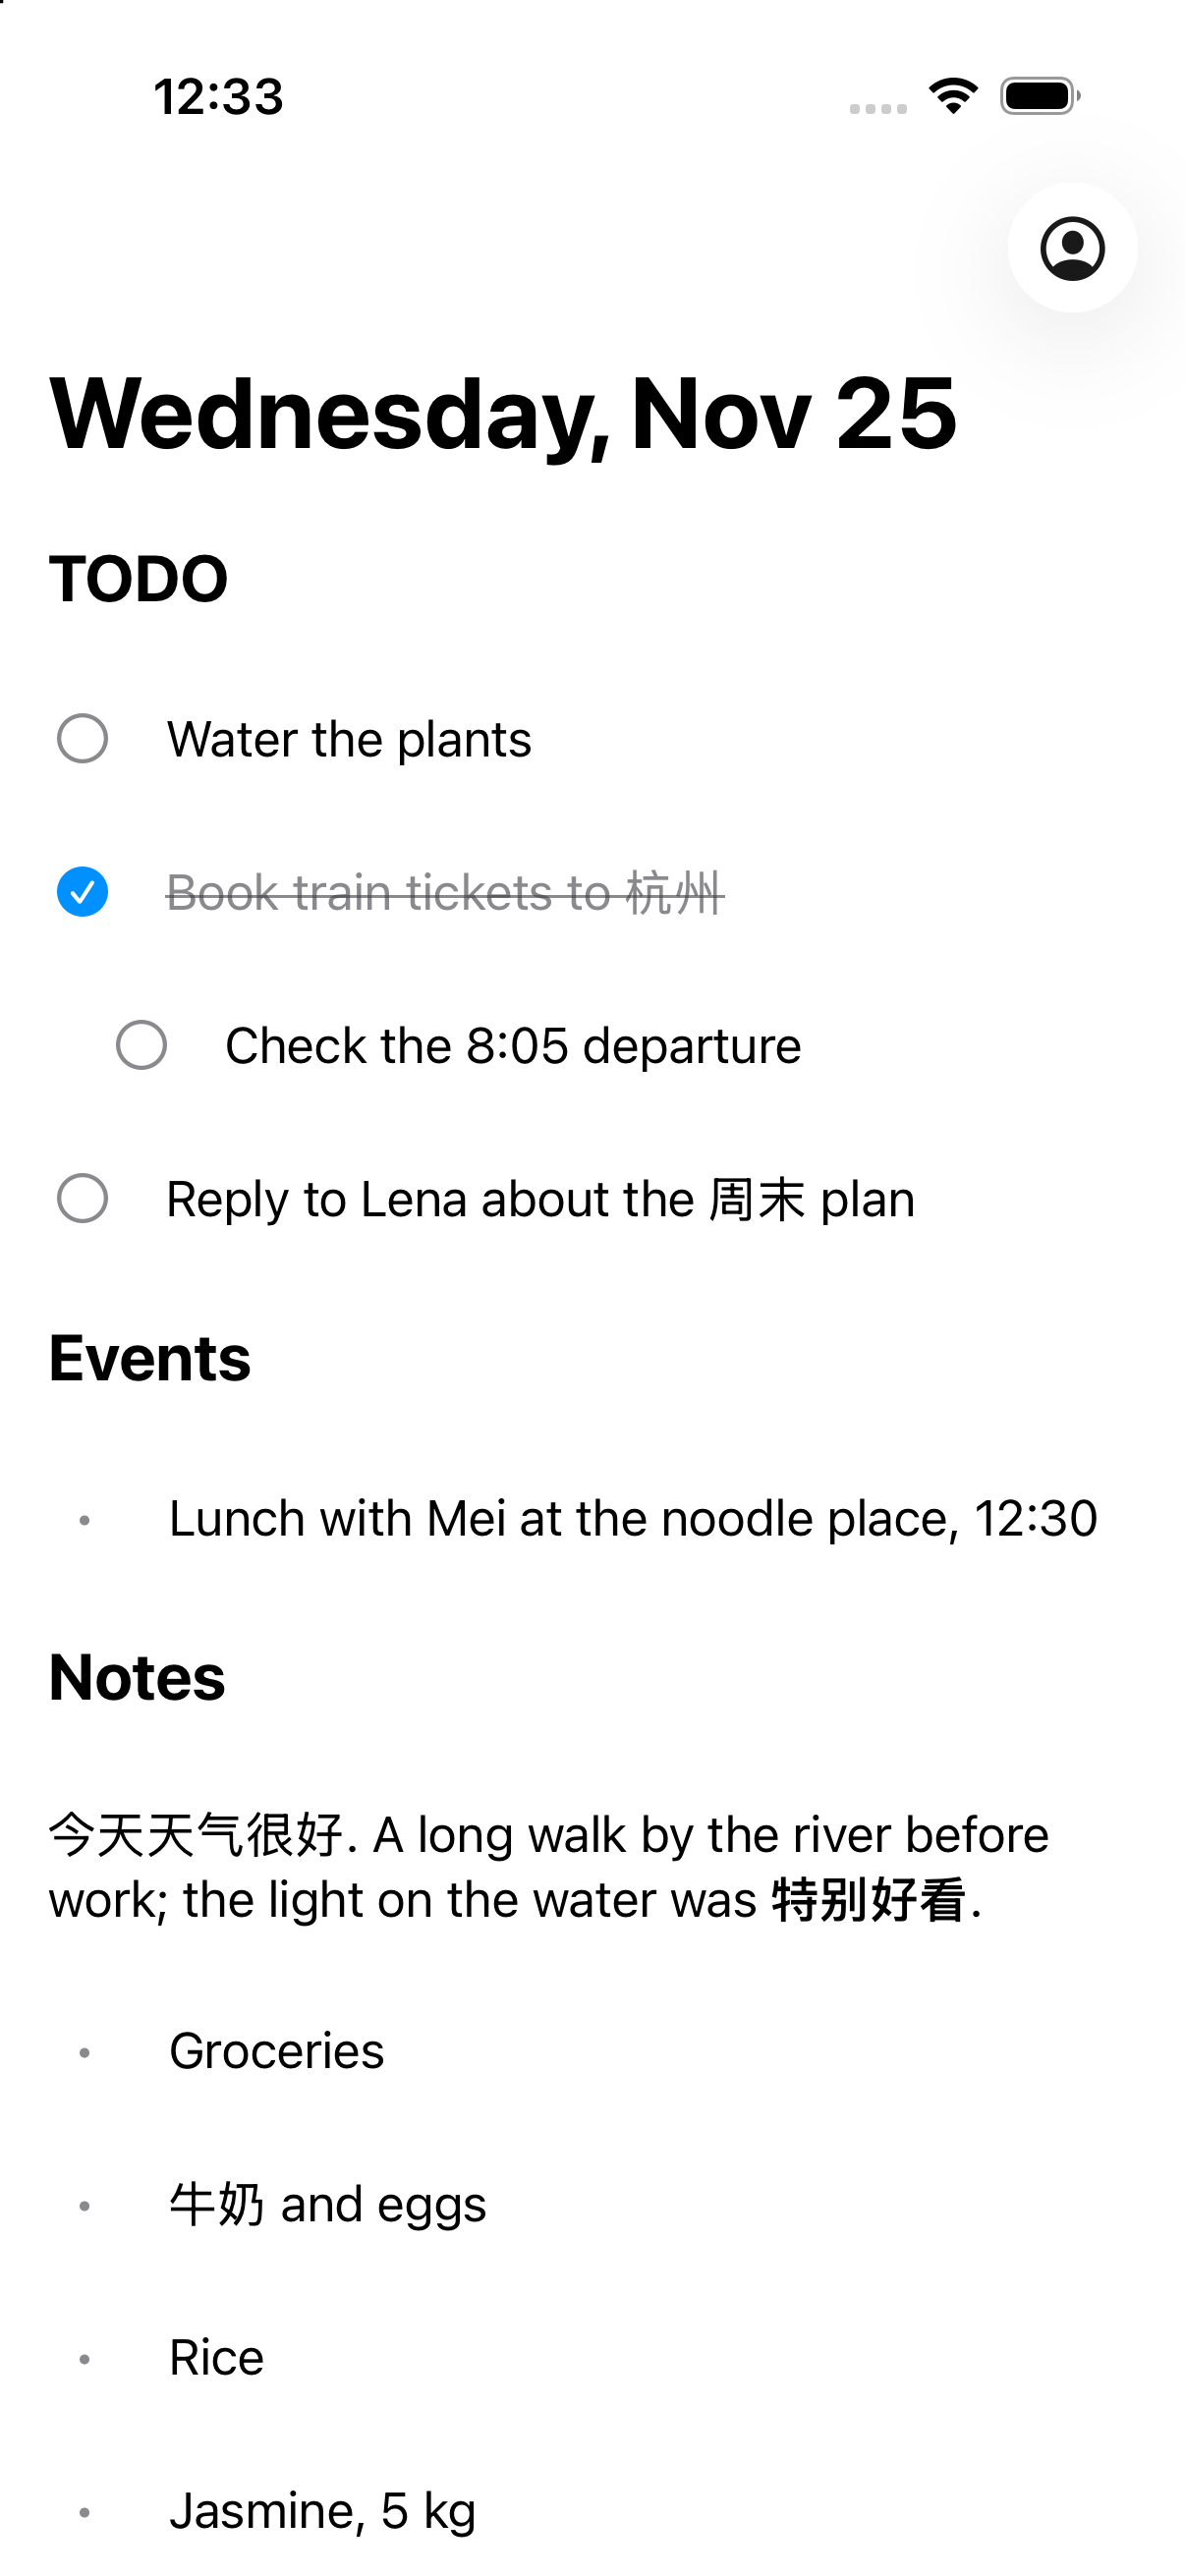 12:33
Wednesday, Nov 25
TODO
Water the plants
Book train tickets to 杭州
Check the 8:05 departure
Reply to Lena about the 周末 plan
Events
Lunch with Mei at the noodle place, 12:30
Notes
今天天气很好. A long walk by the river before
work; the light on the water was 特别好看.
Groceries
牛奶 and eggs
Rice
Jasmine, 5 kg